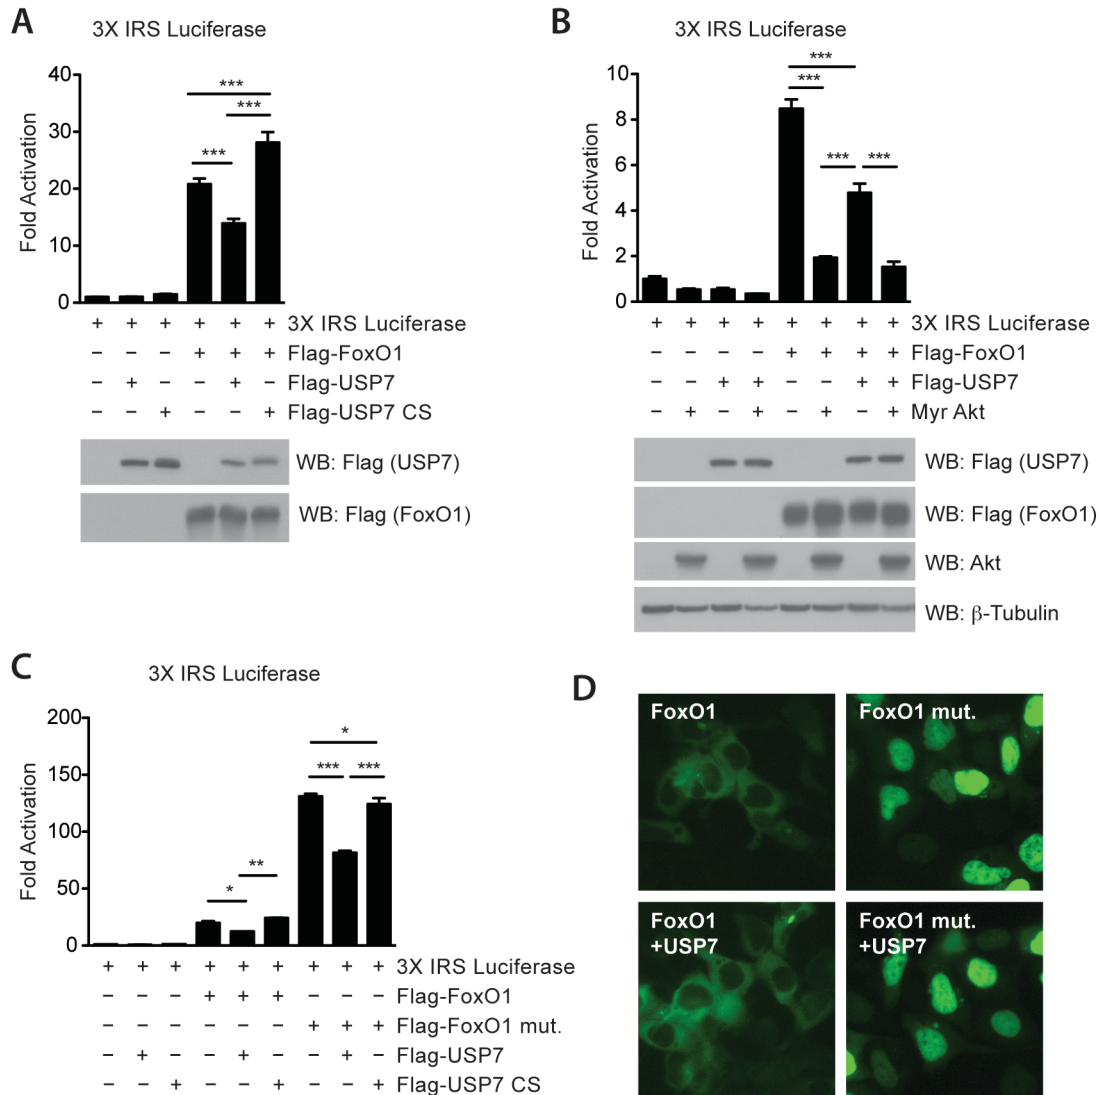 A
3X IRS Luciferase
Fold Activation
40
30
20
10
0
***
***
***
+ + + + + + 3X IRS Luciferase
− − − + + + Flag-FoxO1
− + − − + − Flag-USP7
− − + − − + Flag-USP7 CS
WB: Flag (USP7)
WB: Flag (FoxO1)
B
3X IRS Luciferase
Fold Activation
10
8
6
4
2
0
***
***
***
***
+ + + + + + + + 3X IRS Luciferase
− − − − + + + + Flag-FoxO1
− − + + − − + + Flag-USP7
− + − + − + − + Myr Akt
WB: Flag (USP7)
WB: Flag (FoxO1)
WB: Akt
WB: β-Tubulin
C
3X IRS Luciferase
Fold Activation
200
150
100
50
0
*
**
*
***
***
+ + + + + + + + + 3X IRS Luciferase
− − − + + + − − − Flag-FoxO1
− − − − − − + + + Flag-FoxO1 mut.
− + − − + − − + − Flag-USP7
− − + − − + − − + Flag-USP7 CS
D
FoxO1
FoxO1 mut.
FoxO1
+USP7
FoxO1 mut.
+USP7